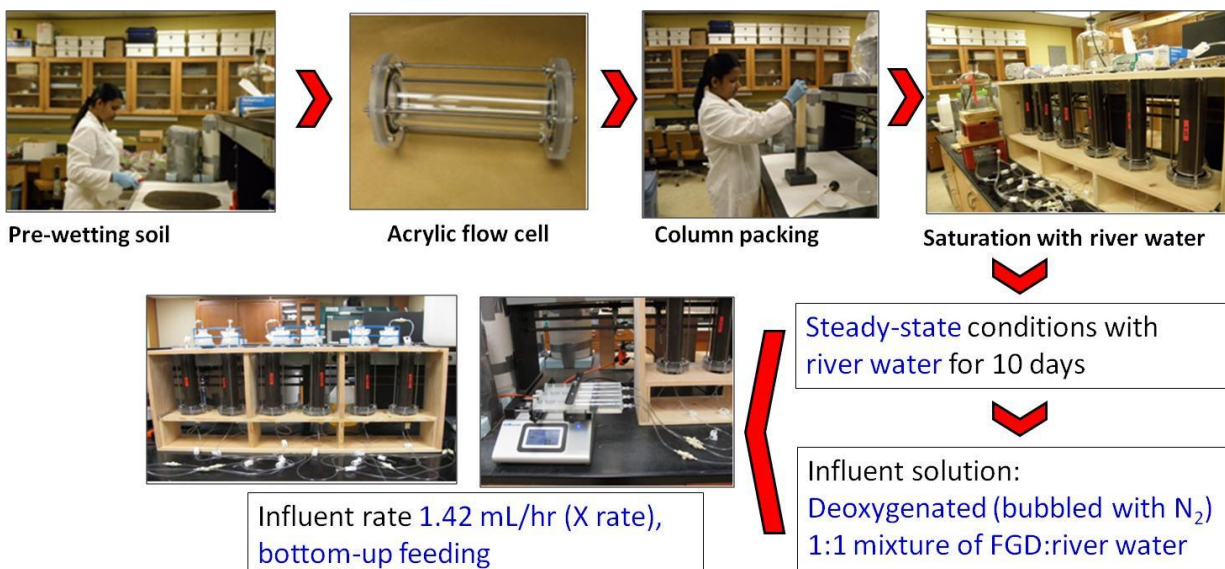 Pre-wetting soil
Acrylic flow cell
Column packing
Saturation with river water
Steady-state conditions with
river water for 10 days
Influent solution:
Deoxygenated (bubbled with N₂)
1:1 mixture of FGD:river water
Influent rate 1.42 mL/hr (X rate),
bottom-up feeding